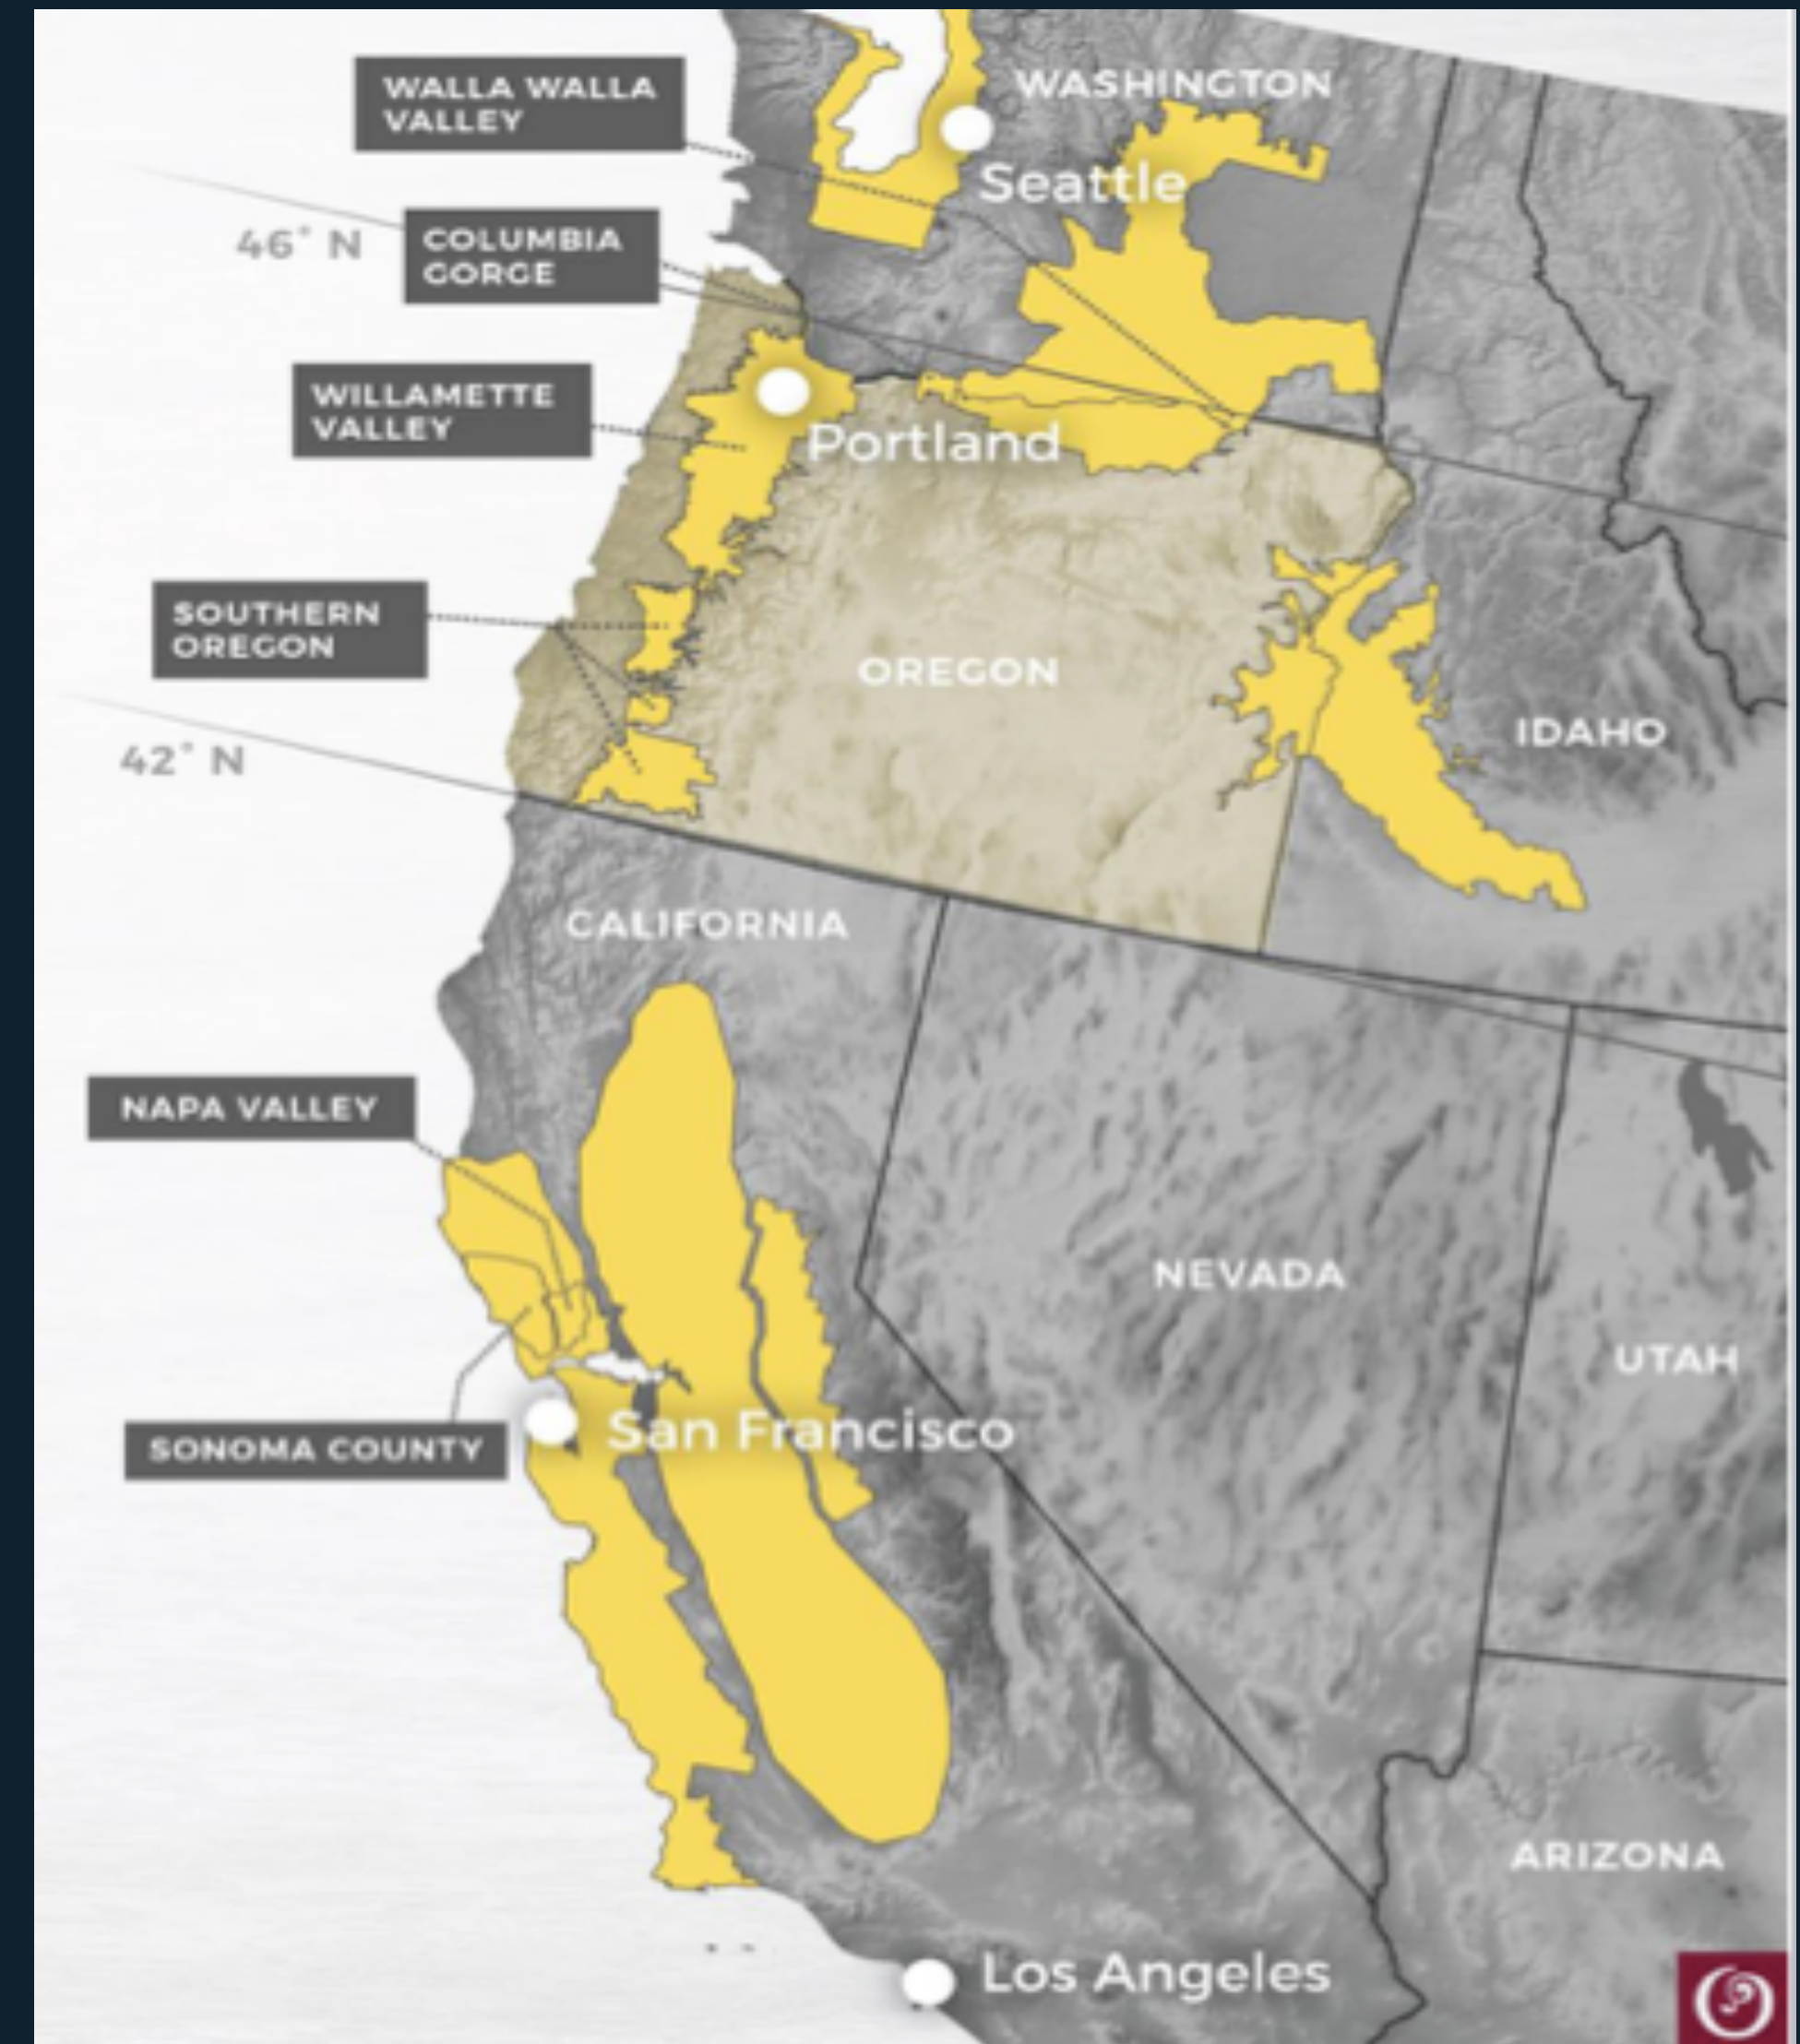 WALLA WALLA
VALLEY
WASHINGTON
Seattle
46° N
COLUMBIA
GORGE
WILLAMETTE
VALLEY
Portland
SOUTHERN
OREGON
OREGON
IDAHO
42° N
CALIFORNIA
NAPA VALLEY
NEVADA
UTAH
San Francisco
SONOMA COUNTY
ARIZONA
Los Angeles